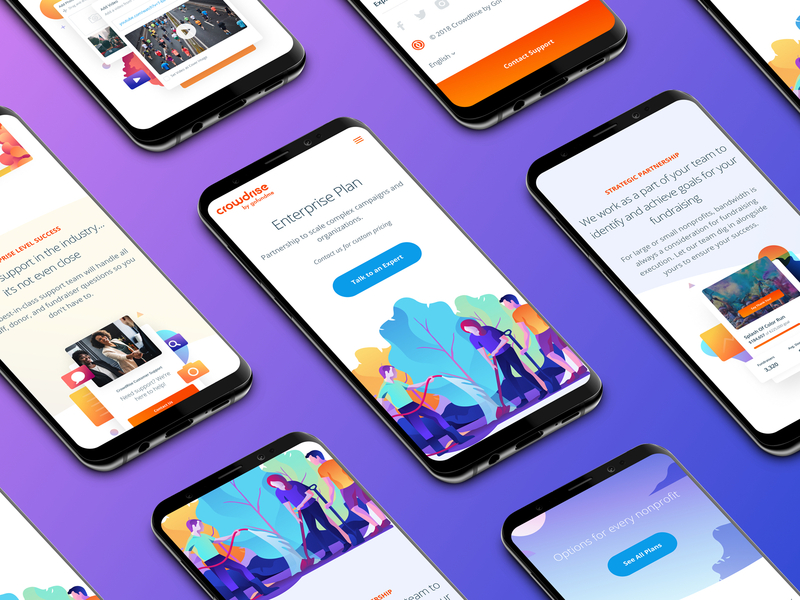 Add Video
© 2018 CrowdRise by Go
English
Contact Support
crowdrise
by gofundme
Enterprise Plan
Partnership to scale complex campaigns and
organizations.
Contact us for custom pricing
Talk to an Expert
STRATEGIC PARTNERSHIP
We work as a part of your team to
identify and achieve goals for your
fundraising
For large or small nonprofits, bandwidth is
always a consideration for fundraising
execution. Let our team dig in alongside
yours to ensure your success.
Splash Of Color Run
Fundraisers
3,320
PRISE LEVEL SUCCESS
support in the industry...
it's not even close
best-in-class support team will handle all
ff, donor, and fundraiser questions so you
don't have to.
CrowdRise Customer Support
Need support? We're
here to help!
Contact Us
Options for every nonprofit
See All Plans
ERSHIP
eam to
your